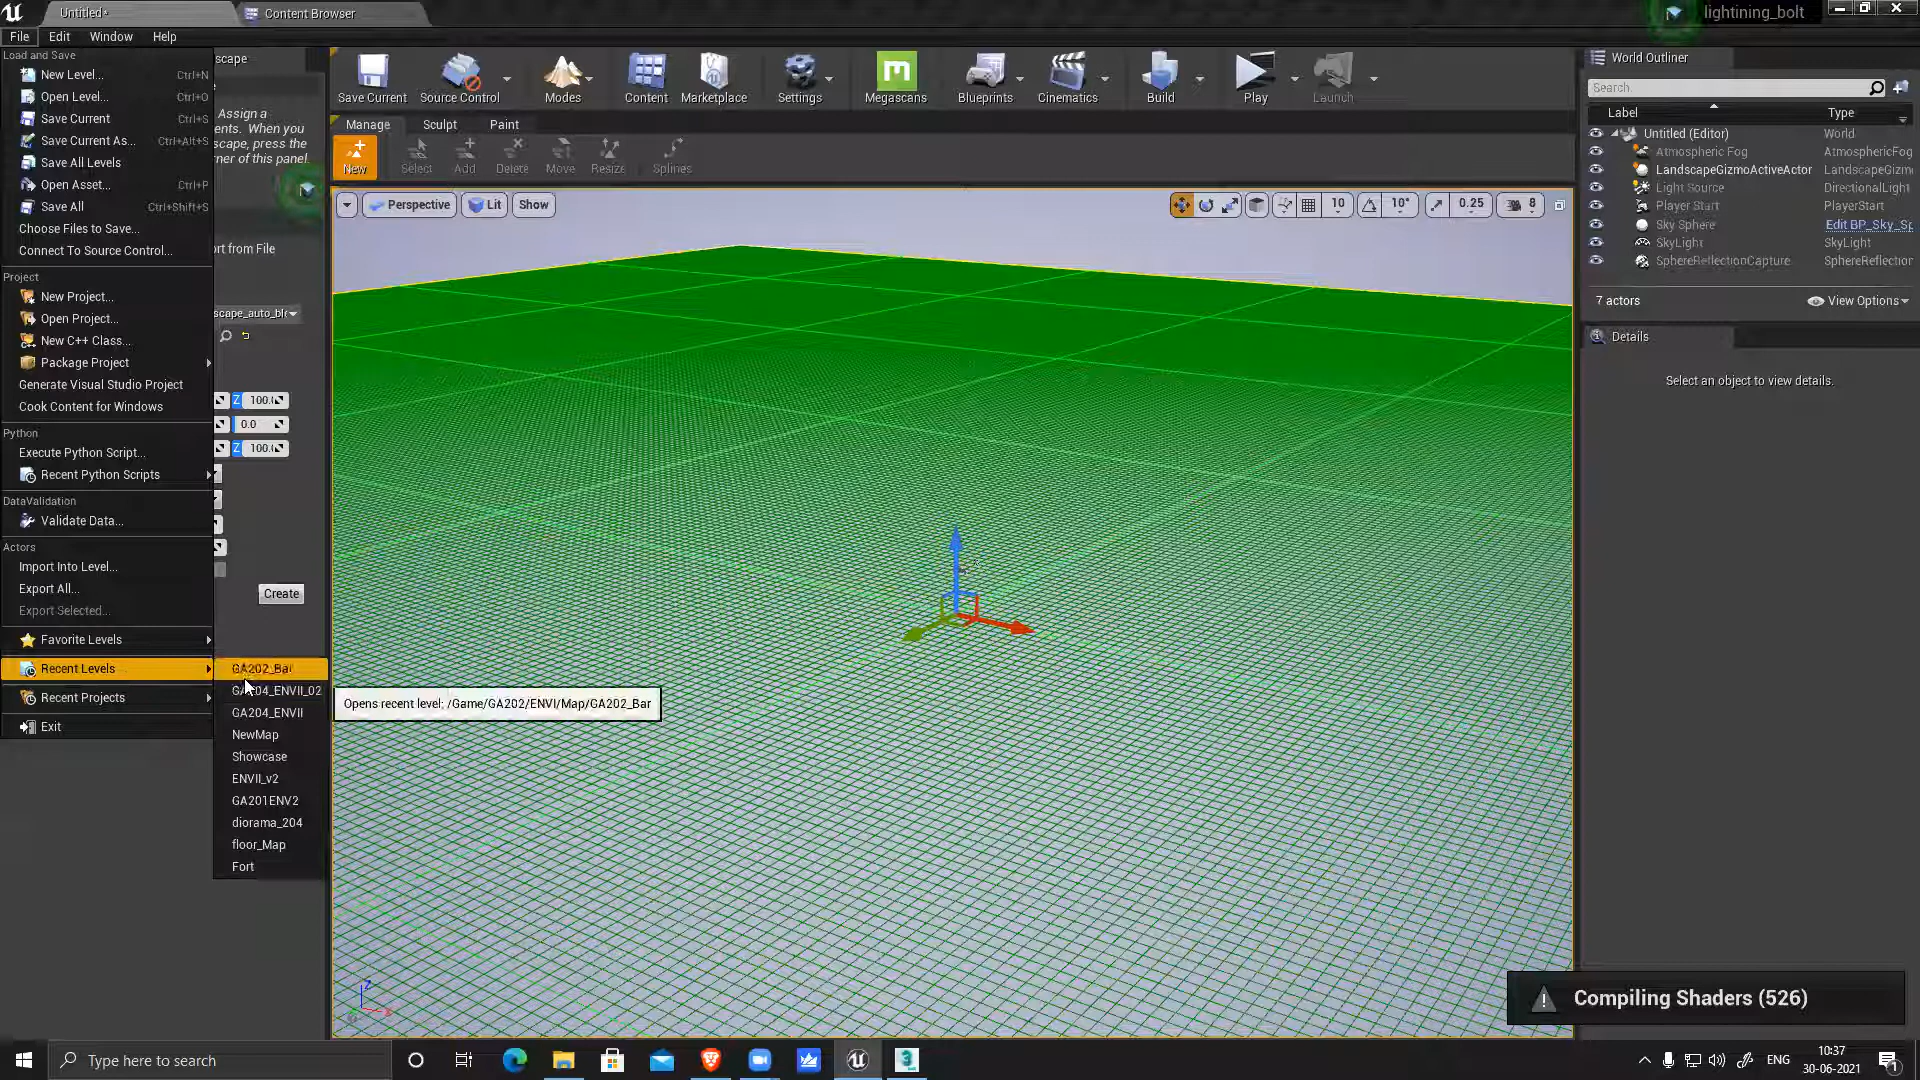 Untitled*
Content Browser
lightining_bolt
File Edit Window Help
Load and Save
New Level... Ctrl+N
Open Level... Ctrl+O
Save Current Ctrl+S
Save Current As... Ctrl+Alt+S
Save All Levels
Open Asset... Ctrl+P
Save All Ctrl+Shift+S
Choose Files to Save...
Connect To Source Control...
Project
New Project...
Open Project...
New C++ Class...
Package Project
Generate Visual Studio Project
Cook Content for Windows
Python
Execute Python Script...
Recent Python Scripts
DataValidation
Validate Data...
Actors
Import Into Level...
Export All...
Export Selected...
Favorite Levels
Recent Levels
Recent Projects
Exit
GA202_Bar
GA204_ENVII_02
GA204_ENVII
NewMap
Showcase
ENVII_v2
GA201ENV2
diorama_204
floor_Map
Fort
Opens recent level: /Game/GA202/ENVI/Map/GA202_Bar
scape
Assign a
ents. When you
scape, press the
rner of this panel.
rt from File
scape_auto_ble
Z 100.0
0.0
Z 100.0
Create
Save Current
Source Control
Modes
Content
Marketplace
Settings
Megascans
Blueprints
Cinematics
Build
Play
Launch
Manage Sculpt Paint
New Select Add Delete Move Resize Splines
Perspective Lit Show
10 10° 0.25 8
World Outliner
Search...
Label Type
Untitled (Editor) World
Atmospheric Fog AtmosphericFog
LandscapeGizmoActiveActor LandscapeGizm
Light Source DirectionalLight
Player Start PlayerStart
Sky Sphere Edit BP_Sky_Sp
SkyLight SkyLight
SphereReflectionCapture SphereReflection
7 actors View Options
Details
Select an object to view details.
Z
X
Compiling Shaders (526)
Type here to search
ENG
10:37
30-06-2021
1